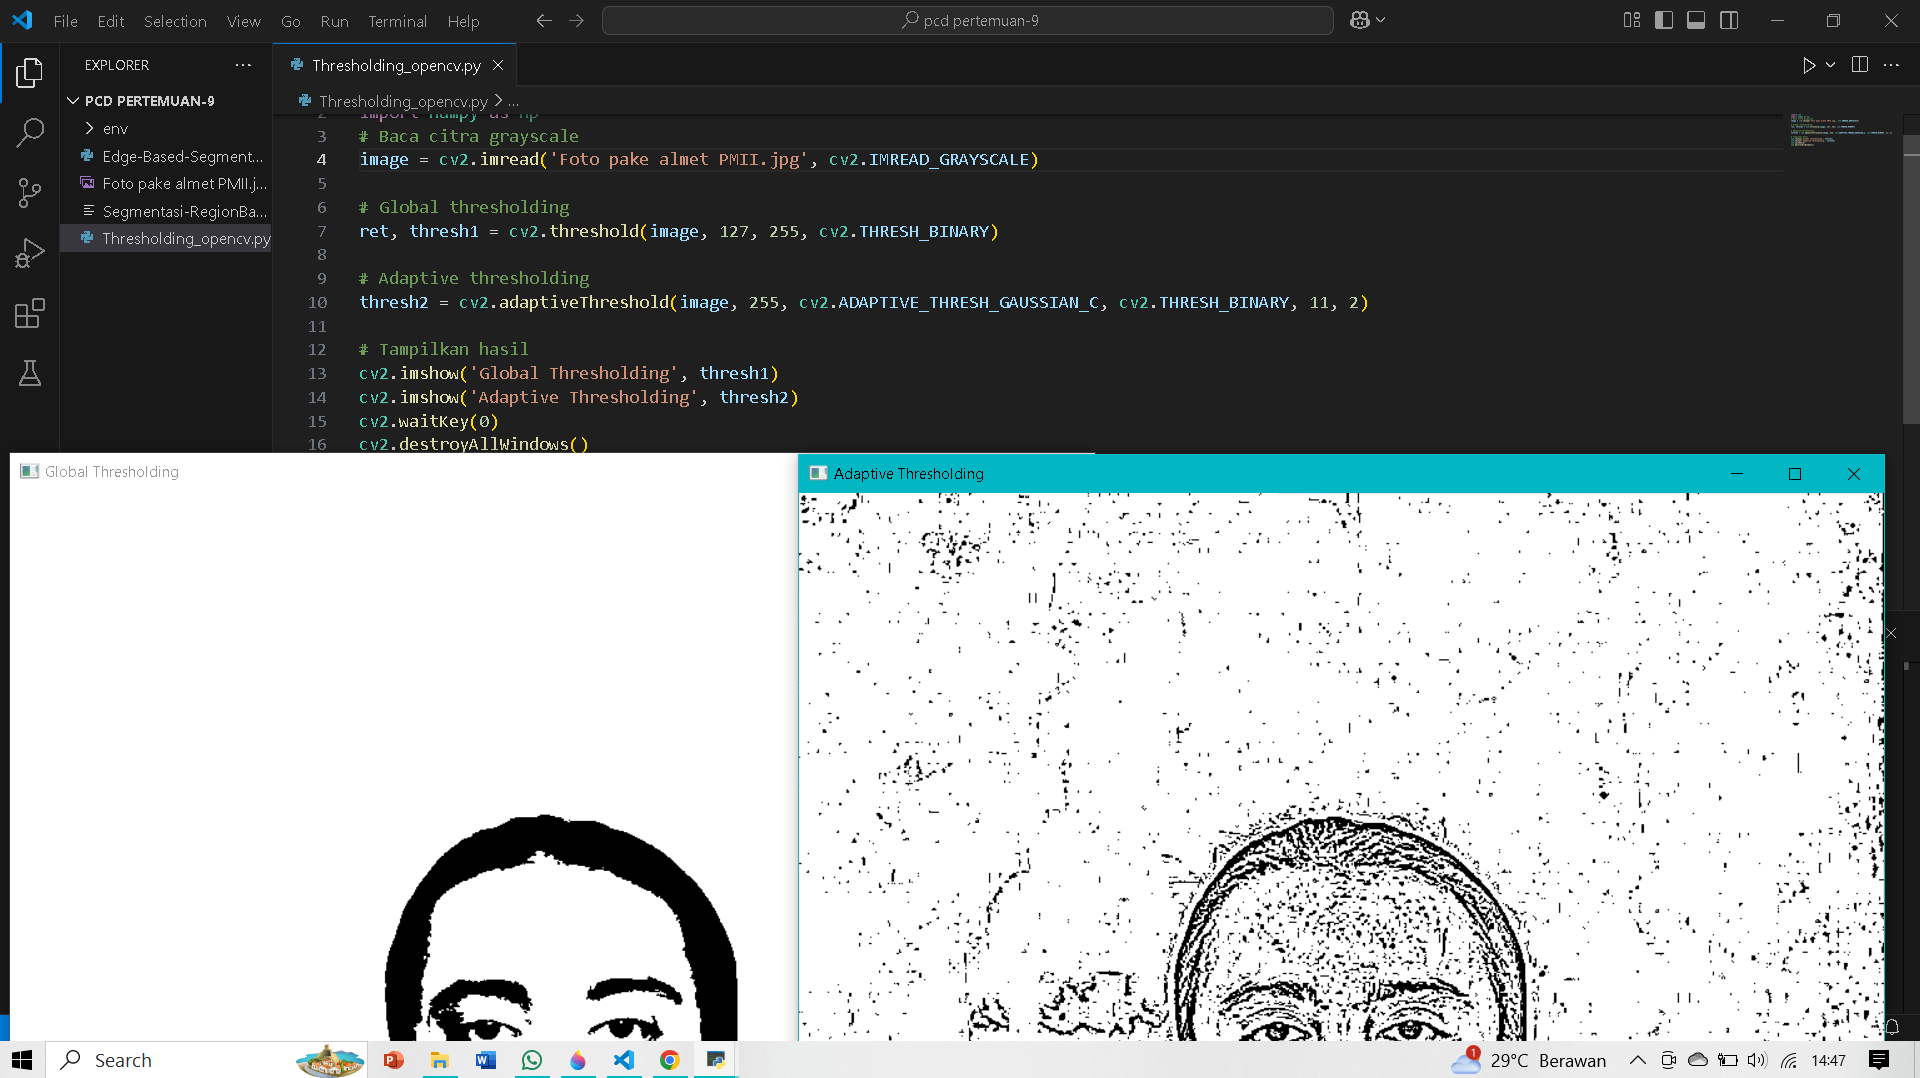 File Edit Selection View Go Run Terminal Help
pcd pertemuan-9
EXPLORER
PCD PERTEMUAN-9
env
Edge-Based-Segment...
Foto pake almet PMII.j...
Segmentasi-RegionBa...
Thresholding_opencv.py
Thresholding_opencv.py
Thresholding_opencv.py > ...
2 import numpy as np
3 # Baca citra grayscale
4 image = cv2.imread('Foto pake almet PMII.jpg', cv2.IMREAD_GRAYSCALE)
5
6 # Global thresholding
7 ret, thresh1 = cv2.threshold(image, 127, 255, cv2.THRESH_BINARY)
8
9 # Adaptive thresholding
10 thresh2 = cv2.adaptiveThreshold(image, 255, cv2.ADAPTIVE_THRESH_GAUSSIAN_C, cv2.THRESH_BINARY, 11, 2)
11
12 # Tampilkan hasil
13 cv2.imshow('Global Thresholding', thresh1)
14 cv2.imshow('Adaptive Thresholding', thresh2)
15 cv2.waitKey(0)
16 cv2.destroyAllWindows()
Global Thresholding
Adaptive Thresholding
Search
1
29°C Berawan
14:47